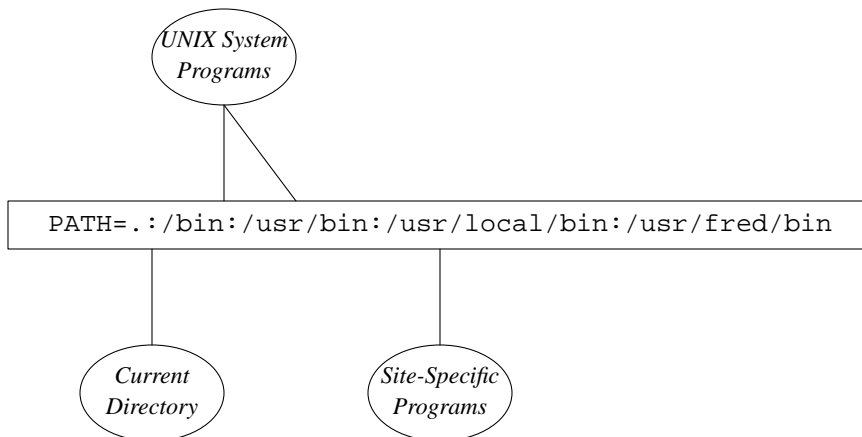 UNIX System
Programs
PATH=.:/bin:/usr/bin:/usr/local/bin:/usr/fred/bin
Current
Directory
Site-Specific
Programs